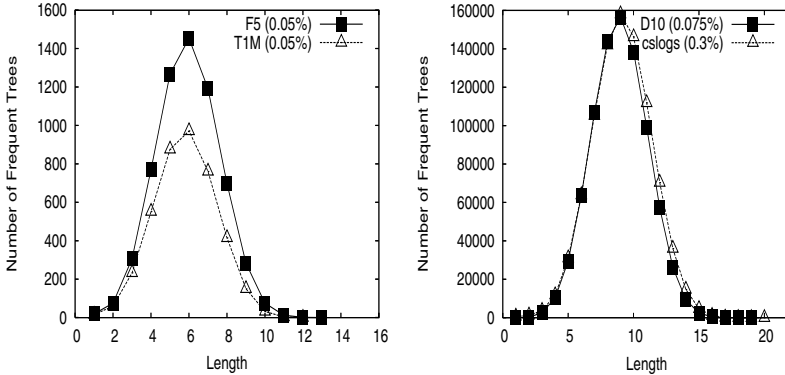 Number of Frequent Trees
1600
1400
1200
1000
800
600
400
200
0
F5 (0.05%)
T1M (0.05%)
0 2 4 6 8 10 12 14 16
Length
Number of Frequent Trees
160000
140000
120000
100000
80000
60000
40000
20000
0
D10 (0.075%)
cslogs (0.3%)
0 5 10 15 20
Length